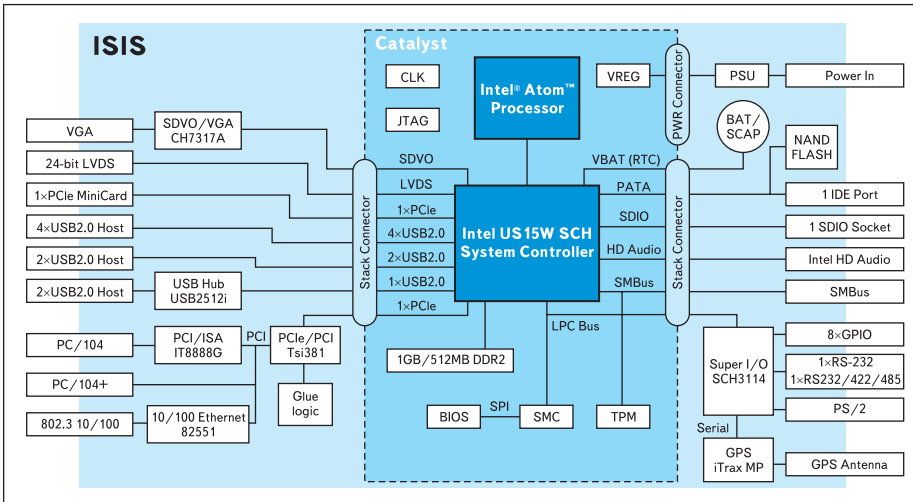 ISIS
Catalyst
CLK
JTAG
Intel® Atom™
Processor
VREG
PWR Connector
PSU
Power In
BAT/
SCAP
NAND
FLASH
VGA
SDVO/VGA
CH7317A
24-bit LVDS
1×PCIe MiniCard
4×USB2.0 Host
2×USB2.0 Host
2×USB2.0 Host
USB Hub
USB2512i
Stack Connector
SDVO
LVDS
1×PCIe
4×USB2.0
2×USB2.0
1×USB2.0
1×PCIe
Intel US15W SCH
System Controller
VBAT (RTC)
PATA
SDIO
HD Audio
SMBus
LPC Bus
Stack Connector
1 IDE Port
1 SDIO Socket
Intel HD Audio
SMBus
PC/104
PCI/ISA
IT8888G
PCI
PCIe/PCI
Tsi381
PC/104+
Glue
logic
802.3 10/100
10/100 Ethernet
82551
1GB/512MB DDR2
BIOS
SPI
SMC
TPM
Super I/O
SCH3114
8×GPIO
1×RS-232
1×RS232/422/485
PS/2
Serial
GPS
iTrax MP
GPS Antenna